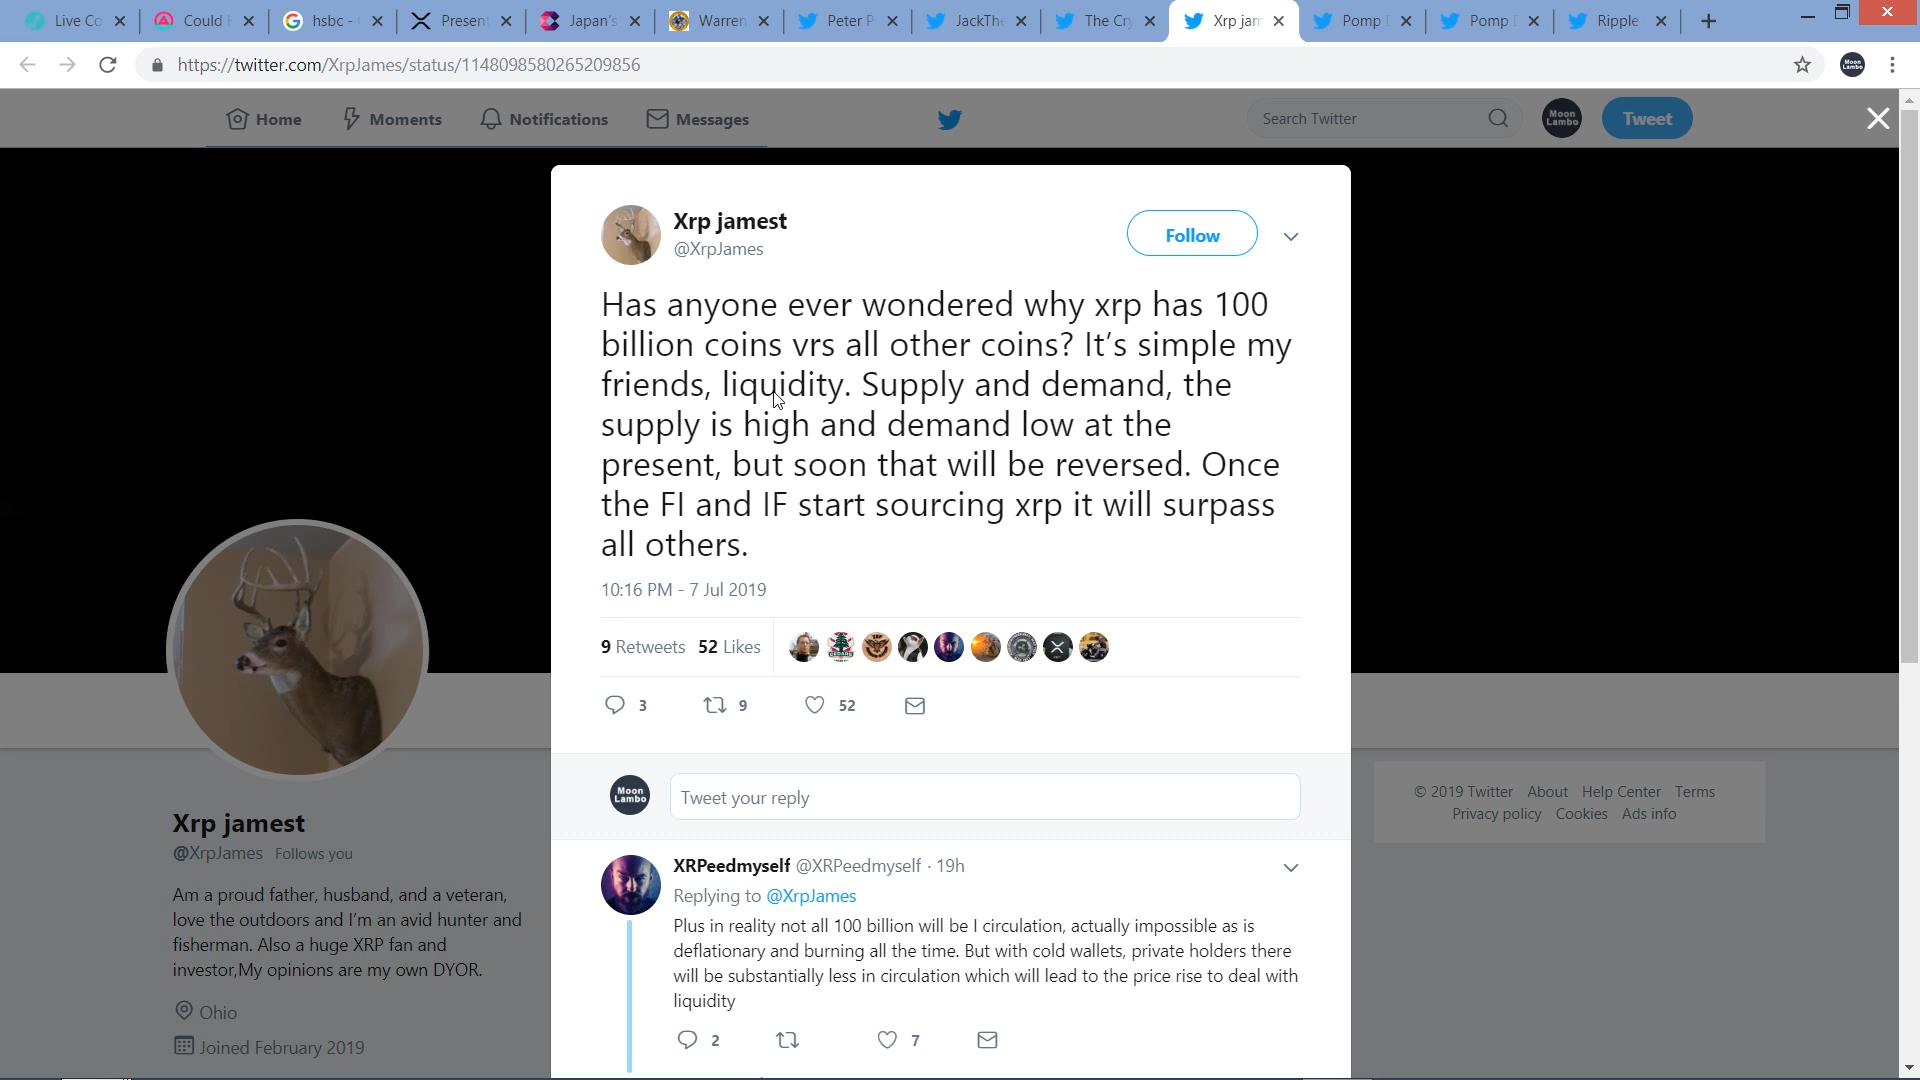 Live Co
Could
hsbc -
Present
Japan's
Warren
Peter P
JackThe
The Cry
Xrp jam
Pomp
Pomp
Ripple
https://twitter.com/XrpJames/status/1148098580265209856
Moon Lambo
Home
Moments
Notifications
Messages
Search Twitter
Moon Lambo
Tweet
Xrp jamest
@XrpJames
Follow
Has anyone ever wondered why xrp has 100
billion coins vrs all other coins? It's simple my
friends, liquidity. Supply and demand, the
supply is high and demand low at the
present, but soon that will be reversed. Once
the FI and IF start sourcing xrp it will surpass
all others.
10:16 PM - 7 Jul 2019
9 Retweets 52 Likes
3 9 52
Moon Lambo
Tweet your reply
XRPeedmyself @XRPeedmyself · 19h
Replying to @XrpJames
Plus in reality not all 100 billion will be I circulation, actually impossible as is
deflationary and burning all the time. But with cold wallets, private holders there
will be substantially less in circulation which will lead to the price rise to deal with
liquidity
2 7
Xrp jamest
@XrpJames Follows you
Am a proud father, husband, and a veteran,
love the outdoors and I'm an avid hunter and
fisherman. Also a huge XRP fan and
investor,My opinions are my own DYOR.
Ohio
Joined February 2019
© 2019 Twitter About Help Center Terms
Privacy policy Cookies Ads info